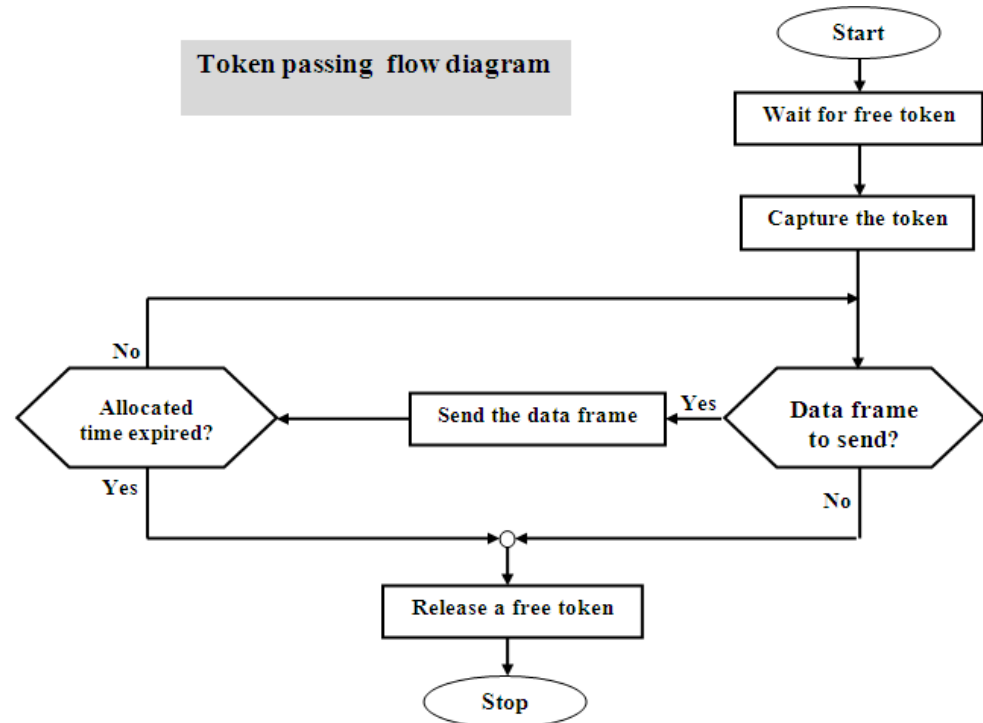 Token passing flow diagram
Start
Wait for free token
Capture the token
No
Allocated
time expired?
Send the data frame
Yes
Data frame
to send?
Yes
No
Release a free token
Stop